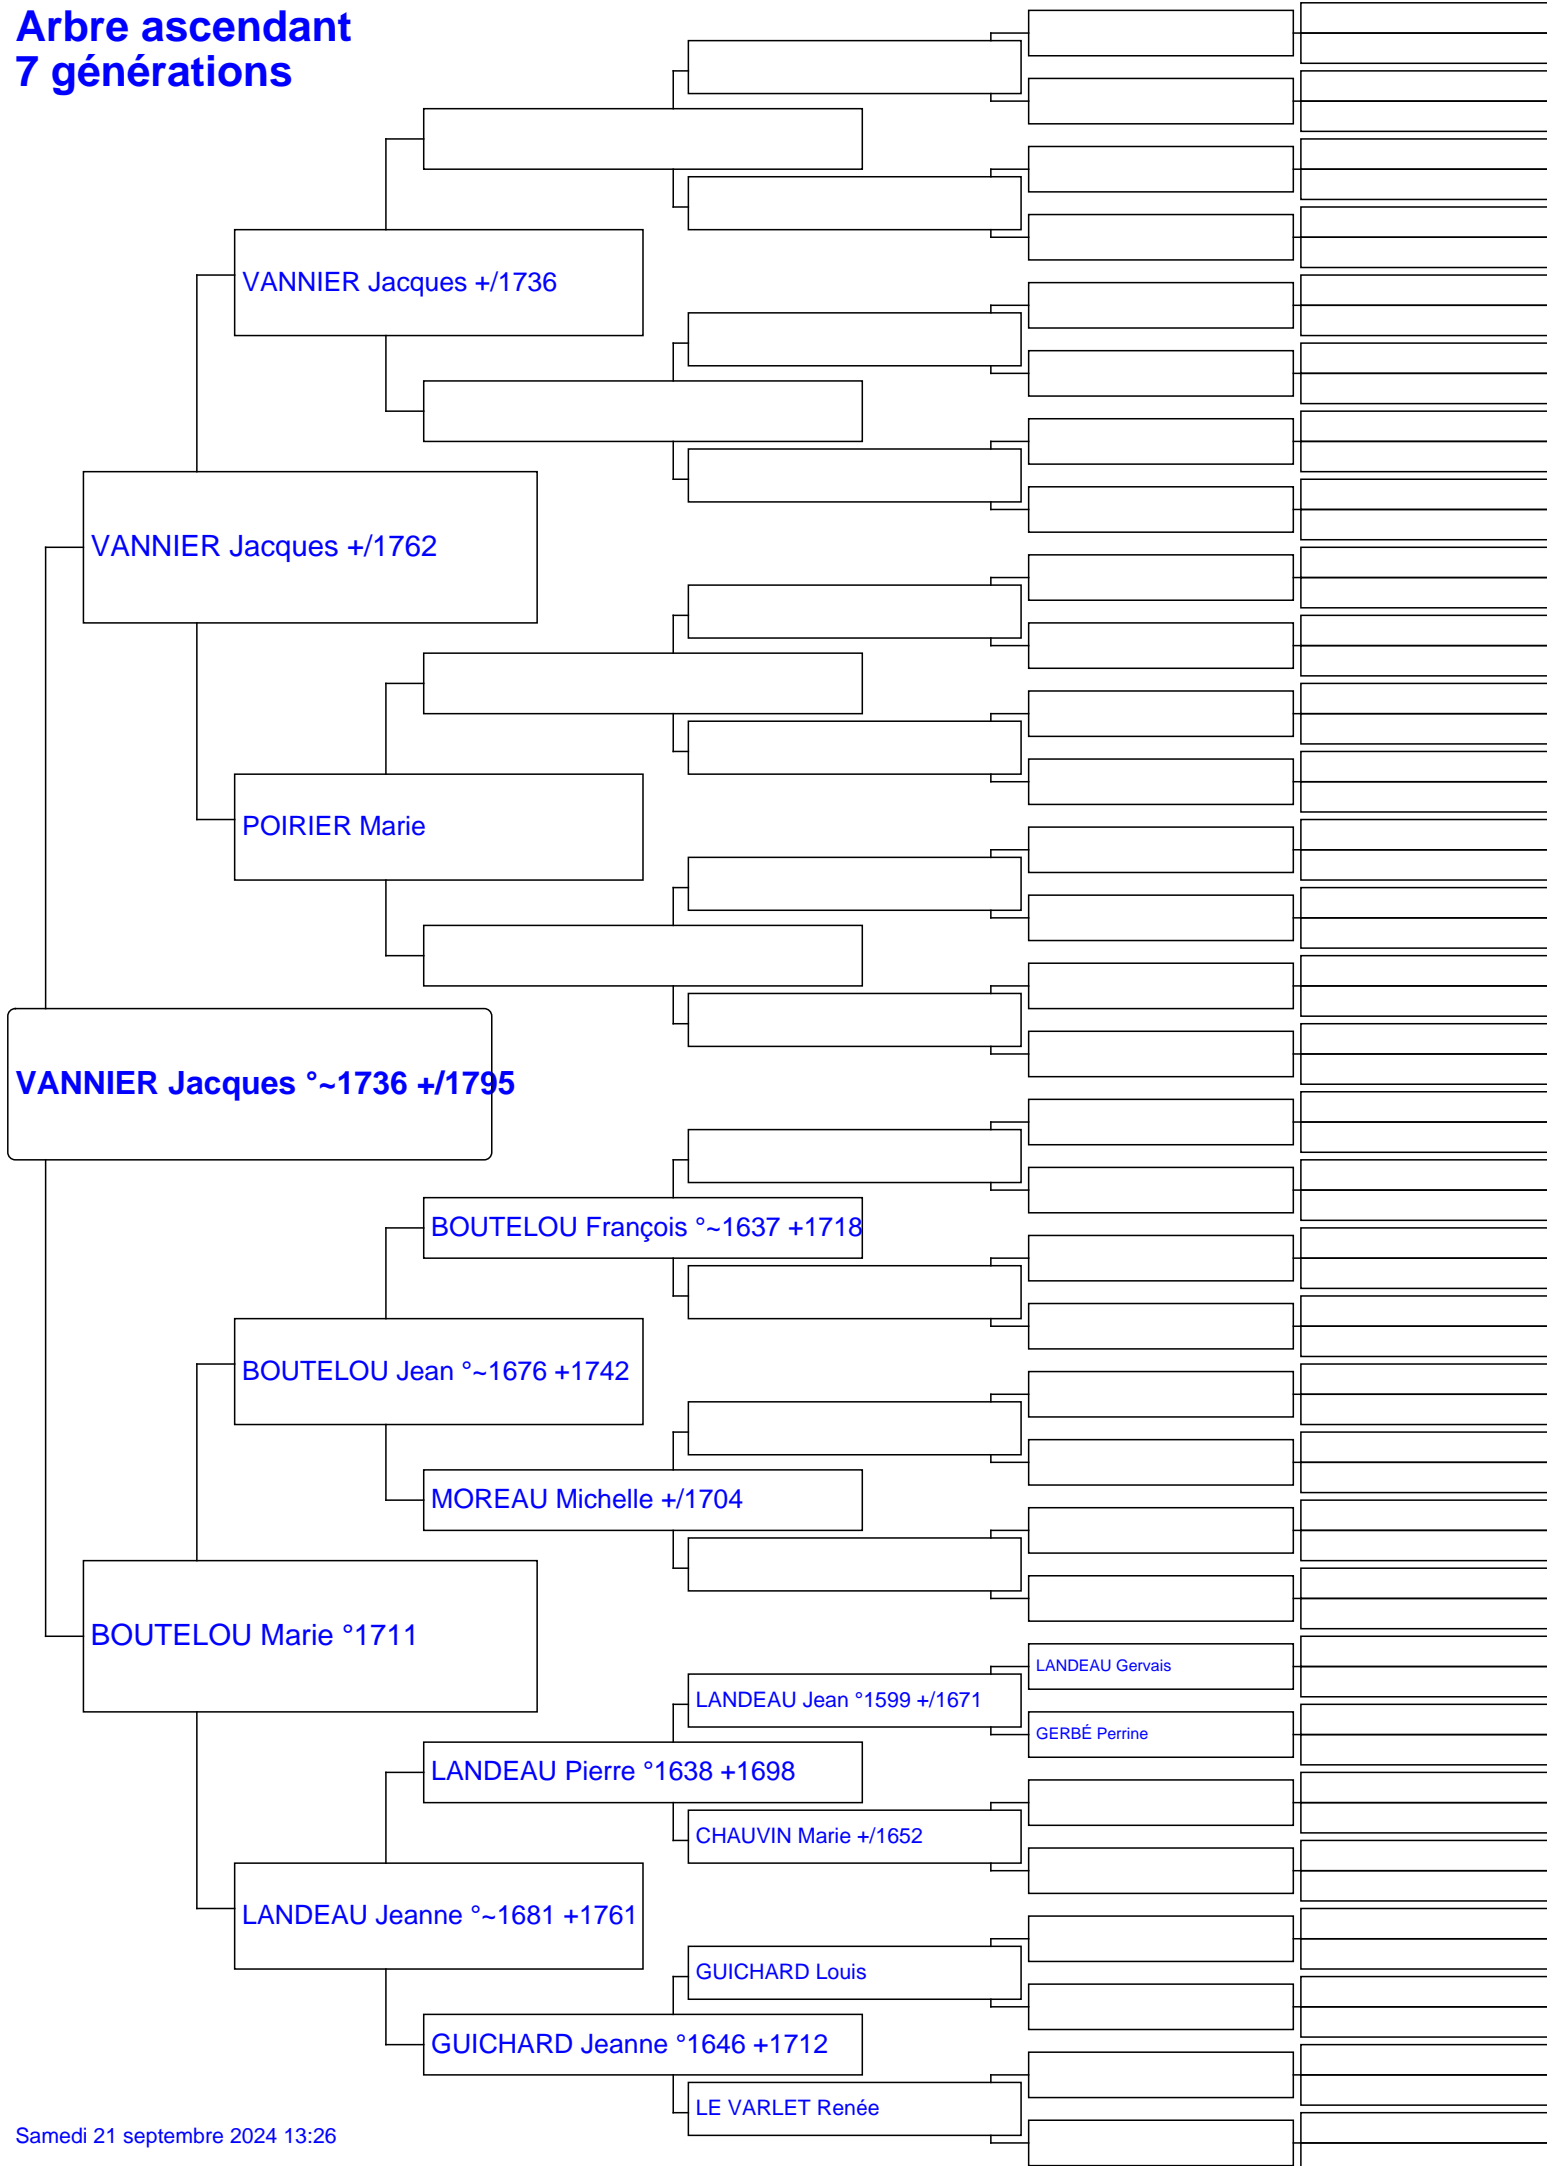 Arbre ascendant
7 générations
VANNIER Jacques +/1736
VANNIER Jacques +/1762
POIRIER Marie
VANNIER Jacques °~1736 +/1795
BOUTELOU François °~1637 +1718
BOUTELOU Jean °~1676 +1742
MOREAU Michelle +/1704
BOUTELOU Marie °1711
LANDEAU Gervais
LANDEAU Jean °1599 +/1671
GERBÉ Perrine
LANDEAU Pierre °1638 +1698
CHAUVIN Marie +/1652
LANDEAU Jeanne °~1681 +1761
GUICHARD Louis
GUICHARD Jeanne °1646 +1712
LE VARLET Renée
Samedi 21 septembre 2024 13:26